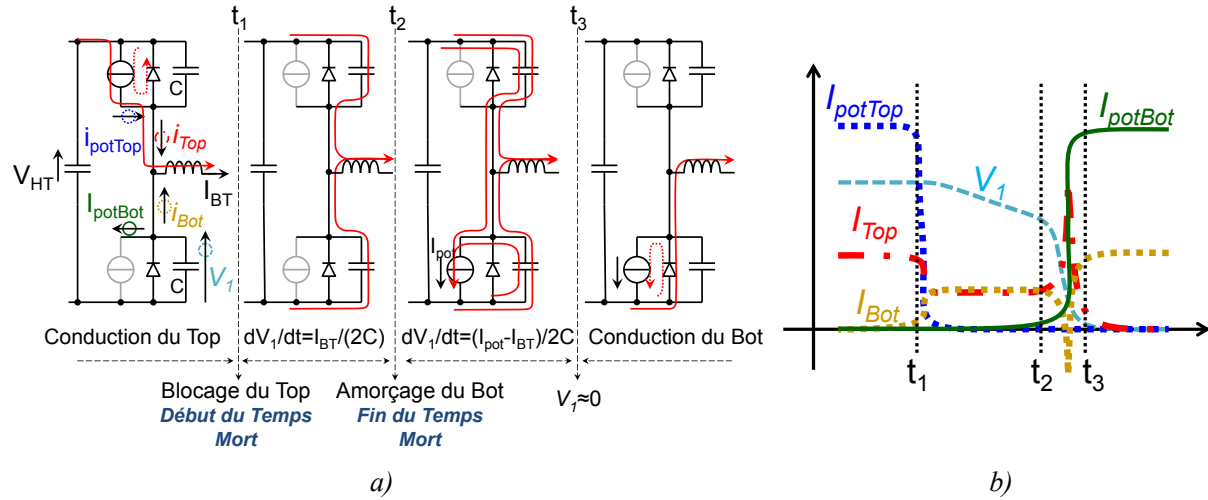 t1
t2
t3
C
ipotTop
iTop
VHT
IBT
IpotBot
iBot
Ipot
C
V1
Conduction du Top
dV1/dt=IBT/(2C)
dV1/dt=(Ipot-IBT)/2C
Conduction du Bot
Blocage du Top
Début du Temps
Mort
Amorçage du Bot
Fin du Temps
Mort
V1≈0
a)
IpotTop
IpotBot
V1
ITop
IBot
t1
t2
t3
b)